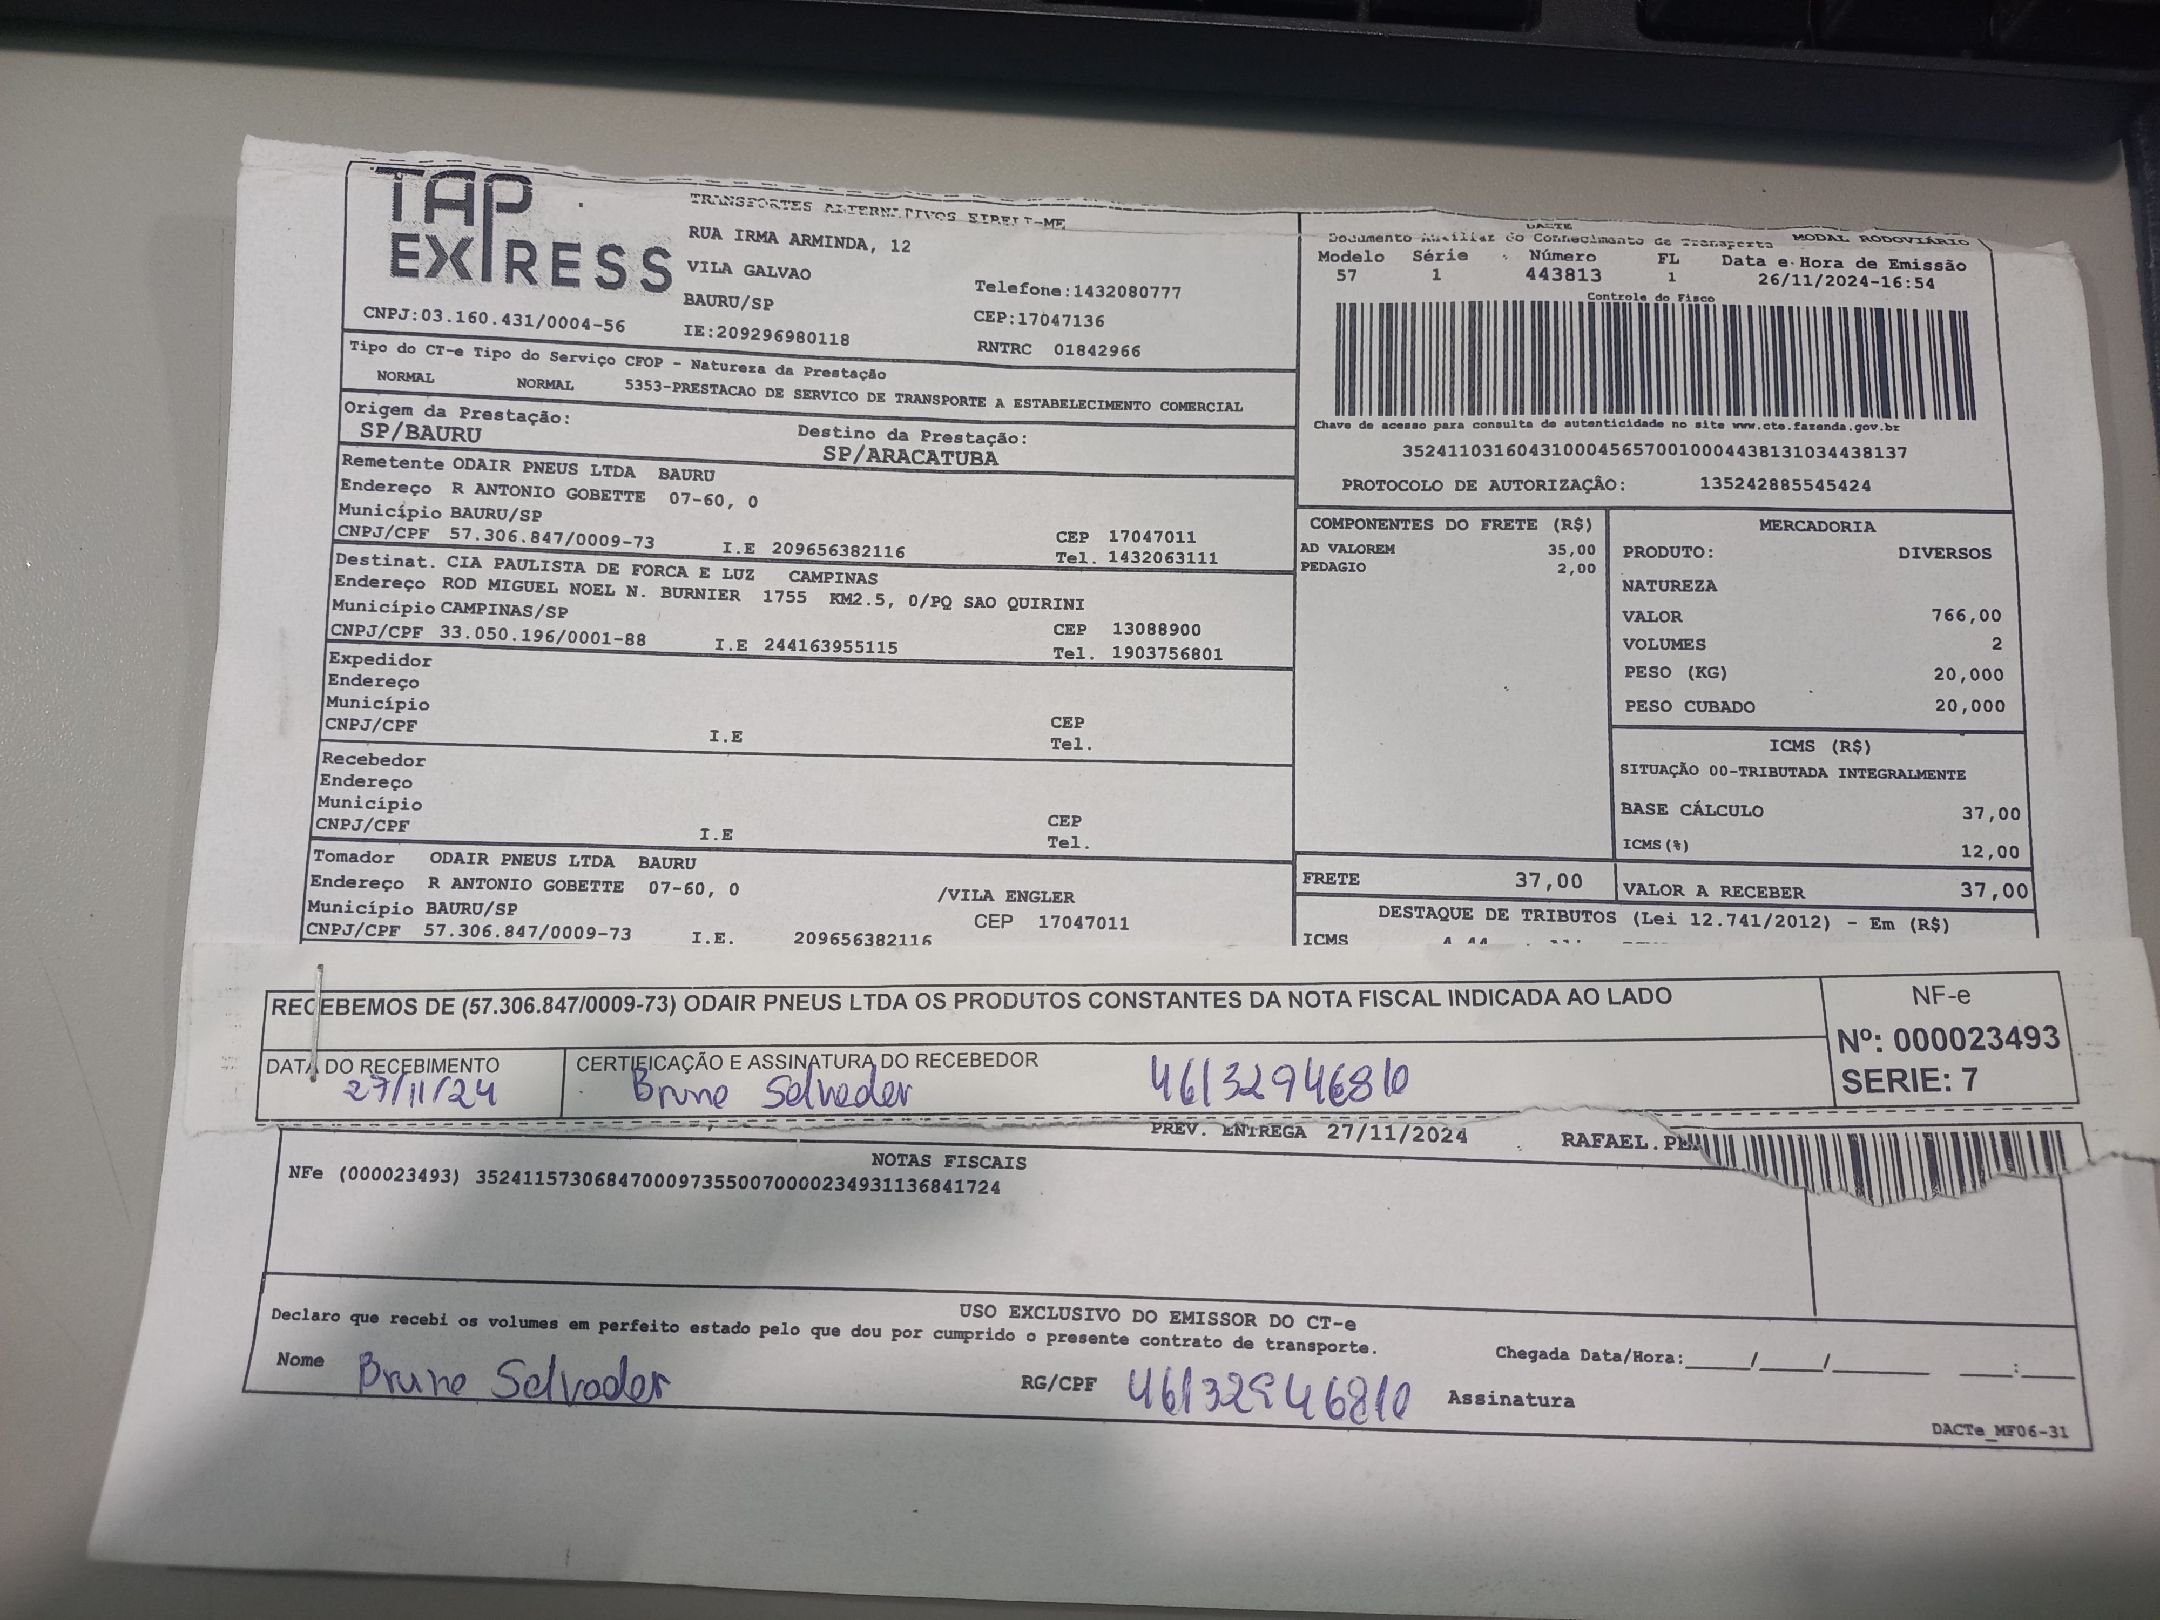 TAP EXPRESS
TRANSPORTES ALTERNATIVOS EIRELI-ME
RUA IRMA ARMINDA, 12
VILA GALVAO
BAURU/SP
Telefone:1432080777
CEP:17047136
CNPJ:03.160.431/0004-56
IE:209296980118
RNTRC 01842966
DACTE
Documento Auxiliar do Conhecimento de Transporte MODAL RODOVIÁRIO
Modelo Série Número FL Data e Hora de Emissão
57 1 443813 1 26/11/2024-16:54
Controle do Fisco
Chave de acesso para consulta de autenticidade no site www.cte.fazenda.gov.br
35241103160431000456570010004438131034438137
PROTOCOLO DE AUTORIZAÇÃO: 135242885545424
Tipo do CT-e Tipo do Serviço CFOP - Natureza da Prestação
NORMAL NORMAL 5353-PRESTACAO DE SERVICO DE TRANSPORTE A ESTABELECIMENTO COMERCIAL
Origem da Prestação: Destino da Prestação:
SP/BAURU SP/ARACATUBA
Remetente ODAIR PNEUS LTDA BAURU
Endereço R ANTONIO GOBETTE 07-60, 0
Município BAURU/SP CEP 17047011
CNPJ/CPF 57.306.847/0009-73 I.E 209656382116 Tel. 1432063111
Destinat. CIA PAULISTA DE FORCA E LUZ CAMPINAS
Endereço ROD MIGUEL NOEL N. BURNIER 1755 KM2.5, 0/PQ SAO QUIRINI
Município CAMPINAS/SP CEP 13088900
CNPJ/CPF 33.050.196/0001-88 I.E 244163955115 Tel. 1903756801
Expedidor
Endereço
Município CEP
CNPJ/CPF I.E Tel.
Recebedor
Endereço
Município CEP
CNPJ/CPF I.E Tel.
Tomador ODAIR PNEUS LTDA BAURU
Endereço R ANTONIO GOBETTE 07-60, 0 /VILA ENGLER
Município BAURU/SP CEP 17047011
CNPJ/CPF 57.306.847/0009-73 I.E. 209656382116
COMPONENTES DO FRETE (R$)
AD VALOREM 35,00
PEDAGIO 2,00
MERCADORIA
PRODUTO: DIVERSOS
NATUREZA
VALOR 766,00
VOLUMES 2
PESO (KG) 20,000
PESO CUBADO 20,000
ICMS (R$)
SITUAÇÃO 00-TRIBUTADA INTEGRALMENTE
BASE CÁLCULO 37,00
ICMS(%) 12,00
FRETE 37,00 VALOR A RECEBER 37,00
DESTAQUE DE TRIBUTOS (Lei 12.741/2012) - Em (R$)
ICMS
RECEBEMOS DE (57.306.847/0009-73) ODAIR PNEUS LTDA OS PRODUTOS CONSTANTES DA NOTA FISCAL INDICADA AO LADO
NF-e
Nº: 000023493
SERIE: 7
DATA DO RECEBIMENTO CERTIFICAÇÃO E ASSINATURA DO RECEBEDOR
27/11/24 Bruno Salvador 46132946810
PREV. ENTREGA 27/11/2024 RAFAEL.
NOTAS FISCAIS
NFe (000023493) 35241157306847000973550070000234931136841724
USO EXCLUSIVO DO EMISSOR DO CT-e
Declaro que recebi os volumes em perfeito estado pelo que dou por cumprido o presente contrato de transporte.
Chegada Data/Hora:____/____/______ ___:___
Nome Bruno Salvador RG/CPF 46132946810 Assinatura
DACTe_MF06-31